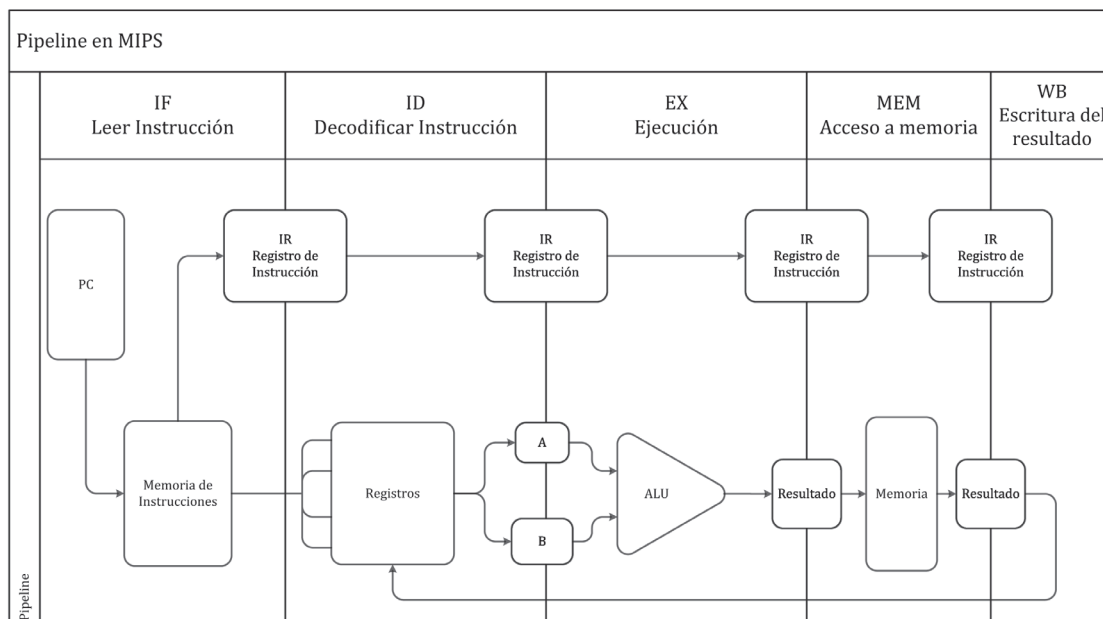 Pipeline en MIPS
IF
Leer Instrucción
ID
Decodificar Instrucción
EX
Ejecución
MEM
Acceso a memoria
WB
Escritura del
resultado
IR
Registro de
Instrucción
IR
Registro de
Instrucción
IR
Registro de
Instrucción
IR
Registro de
Instrucción
PC
Memoria de
Instrucciones
Registros
A
B
ALU
Resultado
Memoria
Resultado
Pipeline